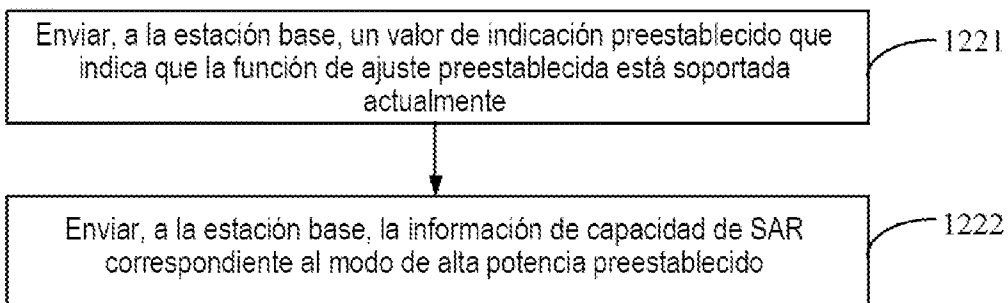 Enviar, a la estación base, un valor de indicación preestablecido que
indica que la función de ajuste preestablecida está soportada
actualmente
1221
Enviar, a la estación base, la información de capacidad de SAR
correspondiente al modo de alta potencia preestablecido
1222